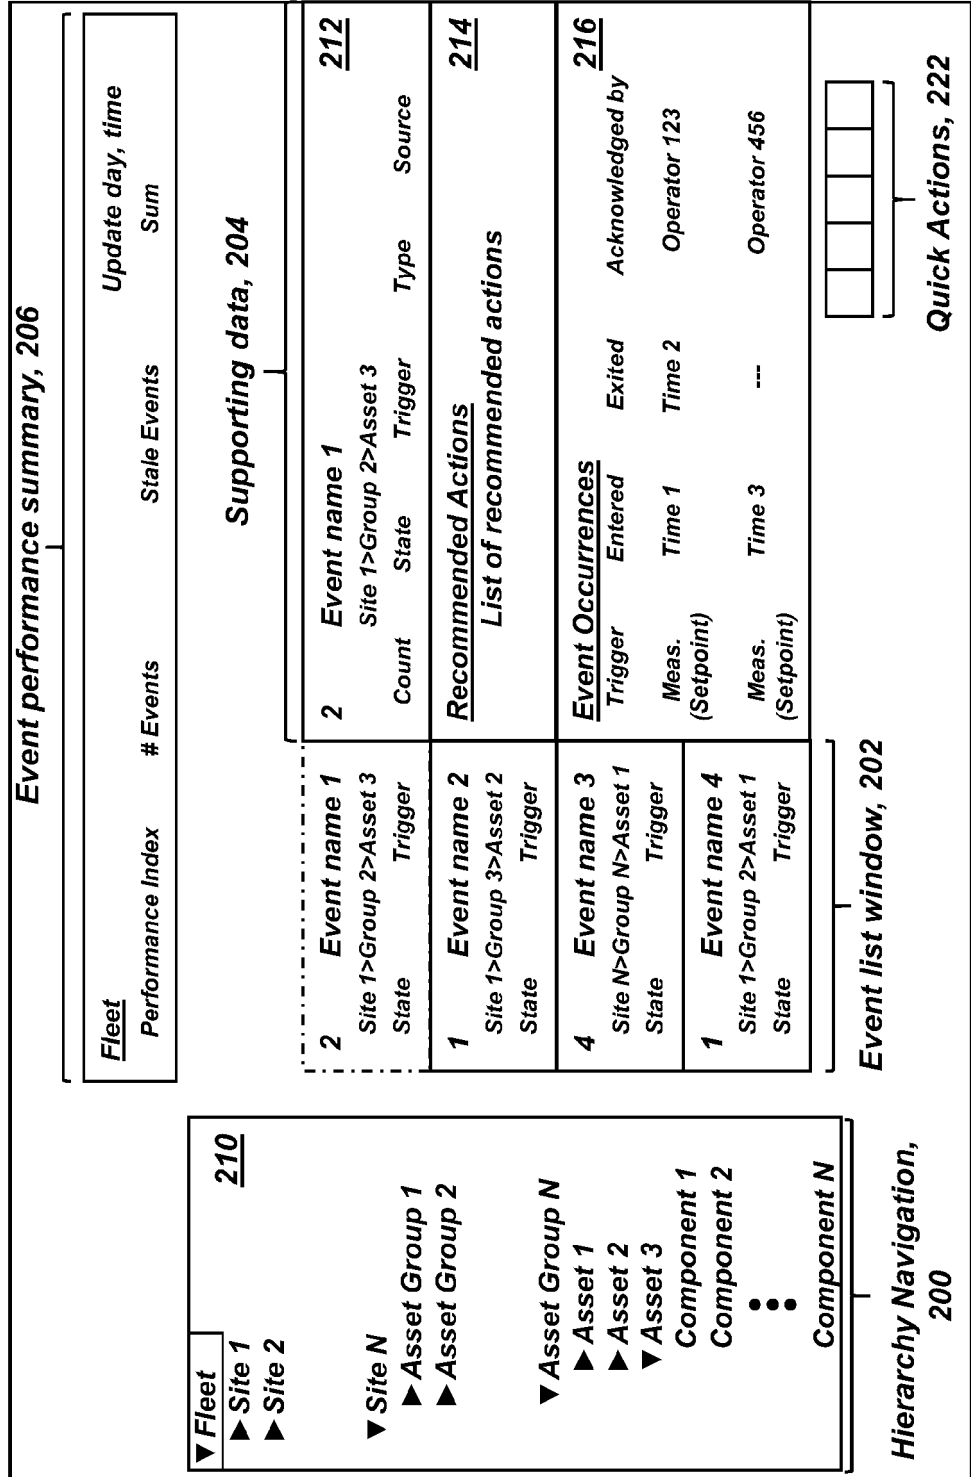 Event performance summary, 206
Fleet
Update day, time
Performance Index # Events Stale Events Sum
▼Fleet
210
▶Site 1
▶Site 2
▼Site N
▶Asset Group 1
▶Asset Group 2
▼Asset Group N
▶Asset 1
▶Asset 2
▼Asset 3
Component 1
Component 2
Component N
Hierarchy Navigation,
200
2 Event name 1
Site 1>Group 2>Asset 3
State Trigger
1 Event name 2
Site 1>Group 3>Asset 2
State Trigger
4 Event name 3
Site N>Group N>Asset 1
State Trigger
1 Event name 4
Site 1>Group 2>Asset 1
State Trigger
Event list window, 202
Supporting data, 204
2 Event name 1 212
Site 1>Group 2>Asset 3
Count State Trigger Type Source
Recommended Actions 214
List of recommended actions
Event Occurrences 216
Trigger Entered Exited Acknowledged by
Meas. Time 1 Time 2 Operator 123
(Setpoint)
Meas. Time 3 --- Operator 456
(Setpoint)
Quick Actions, 222